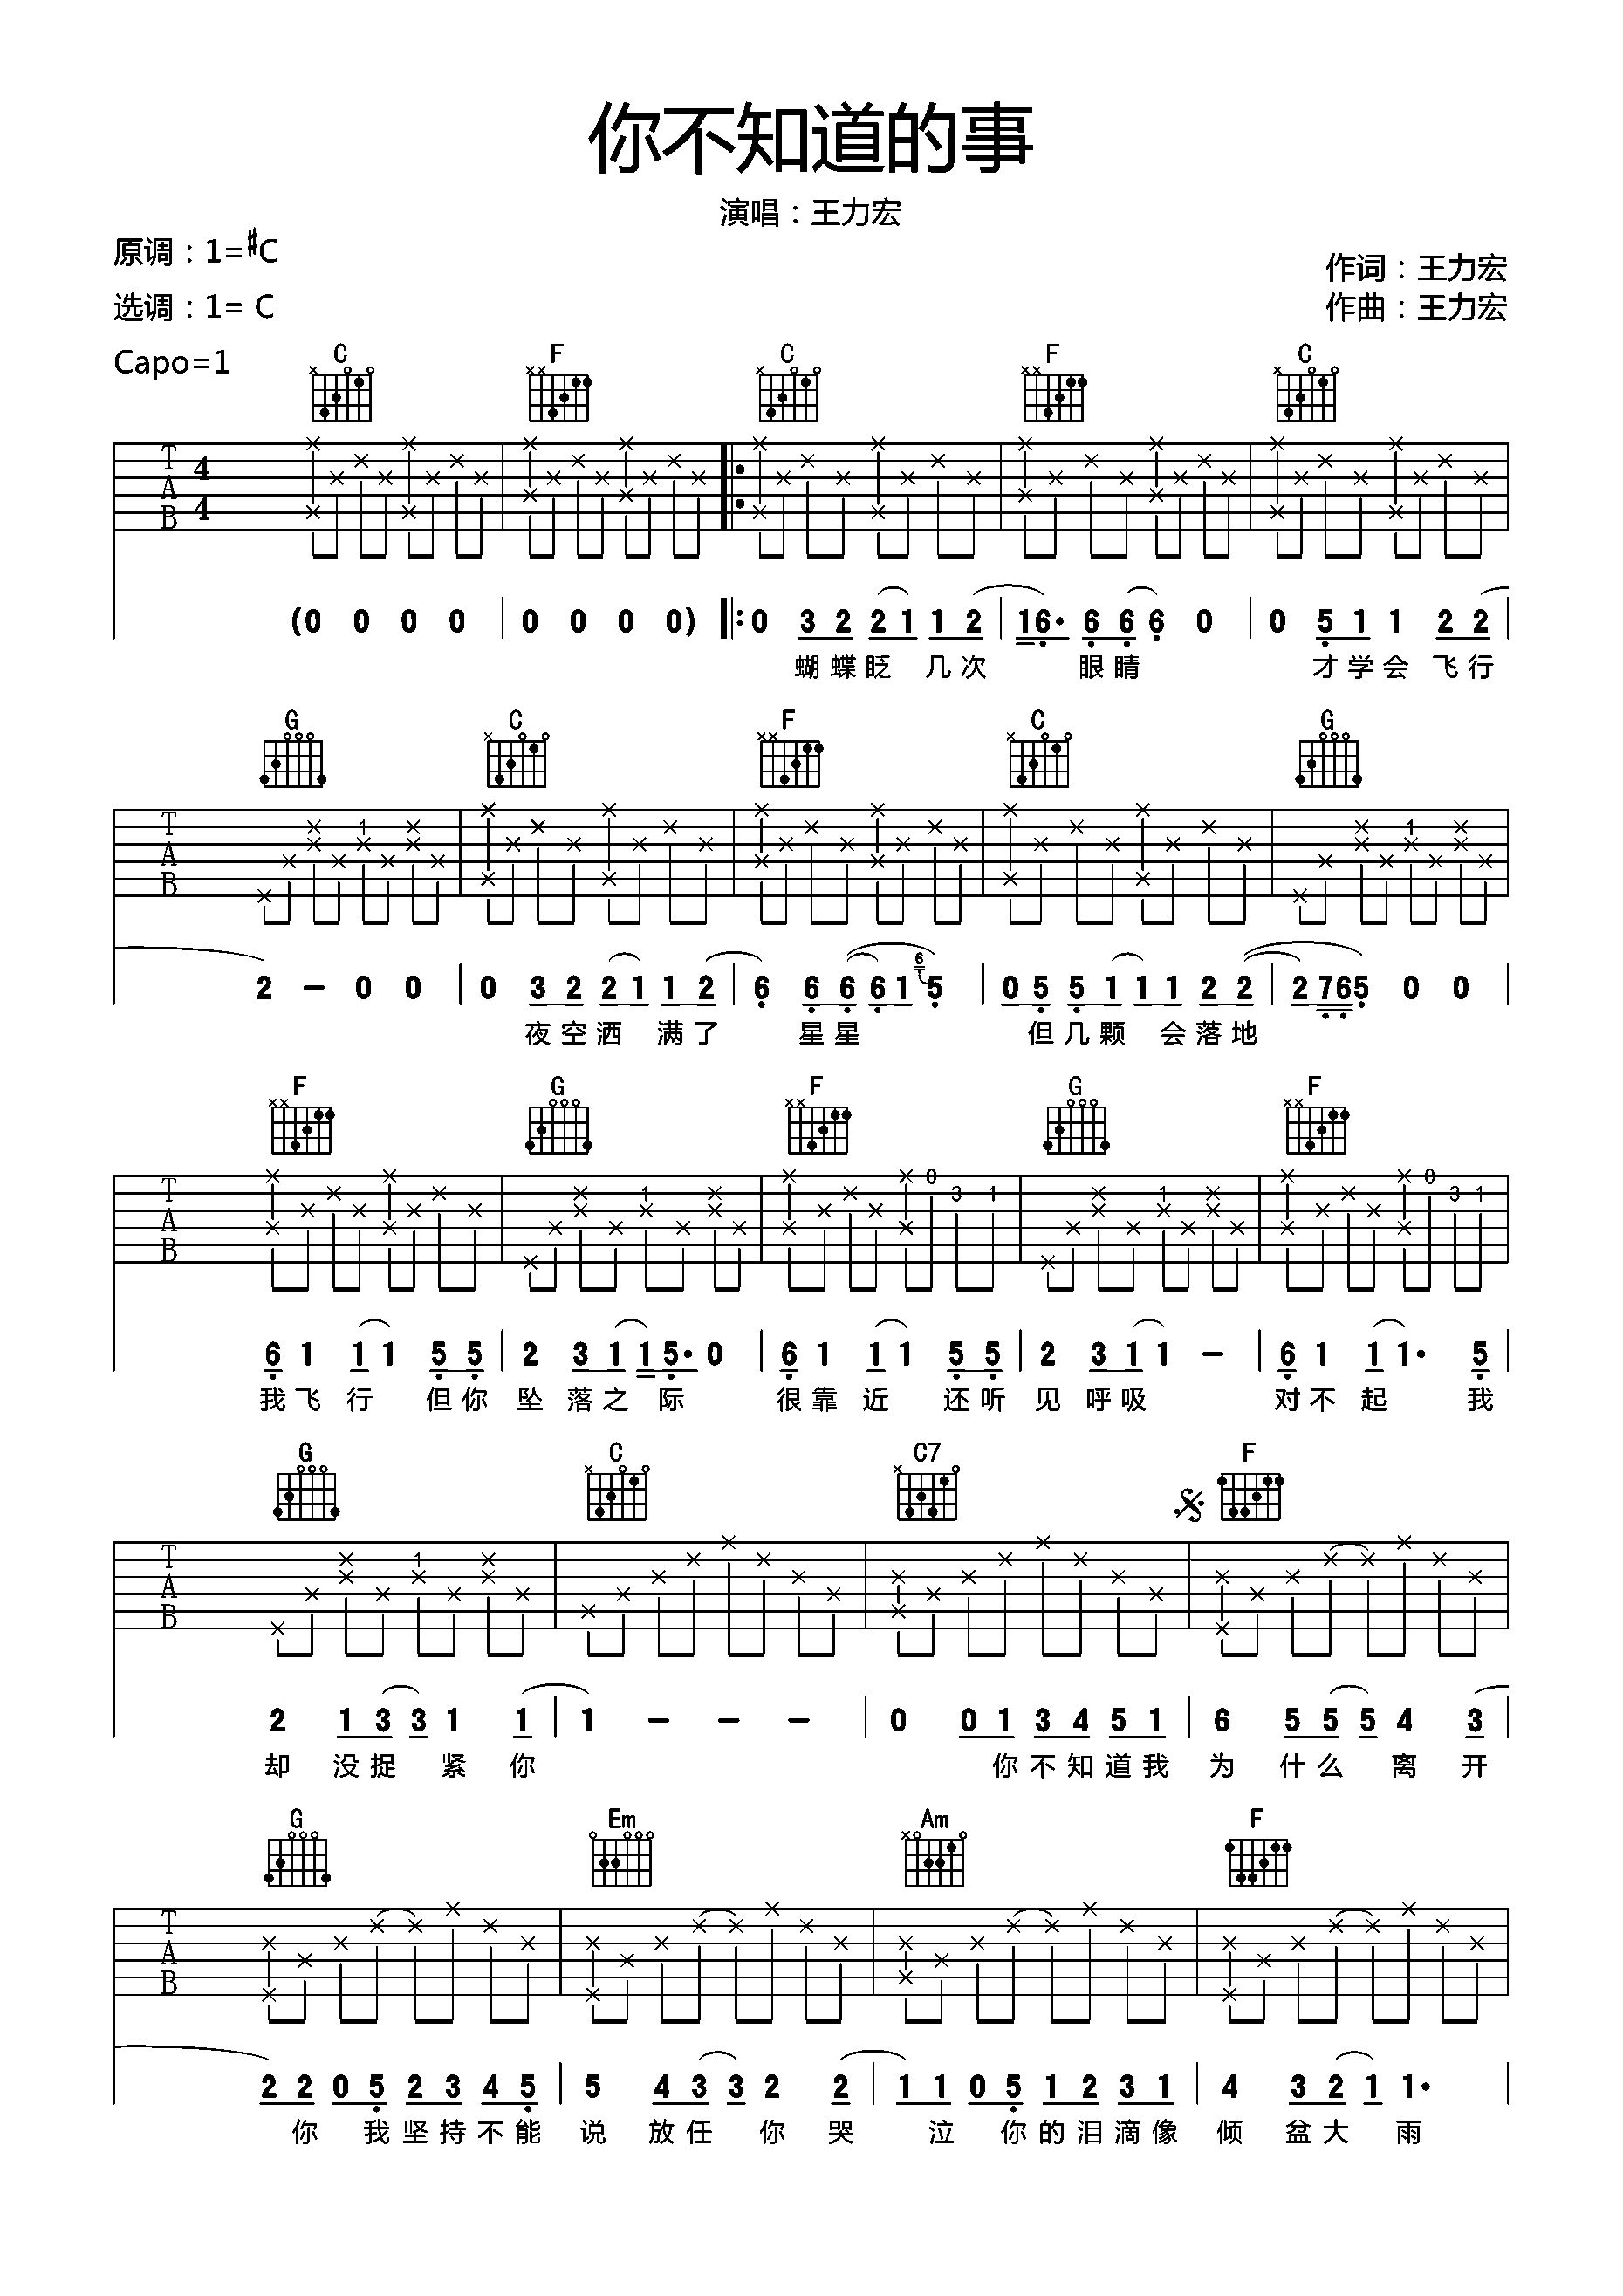 你不知道的事
演唱：王力宏
原调：1=#C
作词：王力宏
选调：1= C
作曲：王力宏
Capo=1
C F C F C
T A B 4 4
(0 0 0 0 | 0 0 0 0) |: 0 3 2 2 1 1 2 | 1 6· 6 6 6 0 | 0 5 1 1 2 2 |
蝴蝶眨 几次 眼睛 才学会 飞行
G C F C G
T A B 1 1
2 - 0 0 | 0 3 2 2 1 1 2 | 6 6 6 6 1 6 5 | 0 5 5 1 1 1 2 2 | 2 7 6 5 0 0 |
夜空洒 满了 星星 但几颗 会落地
F G F G F
T A B 1 0 3 1 1 0 3 1
6 1 1 1 5 5 | 2 3 1 1 5· 0 | 6 1 1 1 5 5 | 2 3 1 1 - | 6 1 1 1· 5 |
我飞行 但你 坠落之 际 很靠近 还听 见呼吸 对不起 我
G C C7 F
T A B 1
2 1 3 3 1 1 | 1 - - - | 0 0 1 3 4 5 1 | 6 5 5 5 4 3 |
却 没捉 紧 你 你不知道我 为 什么 离 开
G Em Am F
T A B
2 2 0 5 2 3 4 5 | 5 4 3 3 2 2 | 1 1 0 5 1 2 3 1 | 4 3 2 1 1· |
你 我坚持不能 说 放任 你 哭 泣 你的泪滴像 倾 盆大 雨